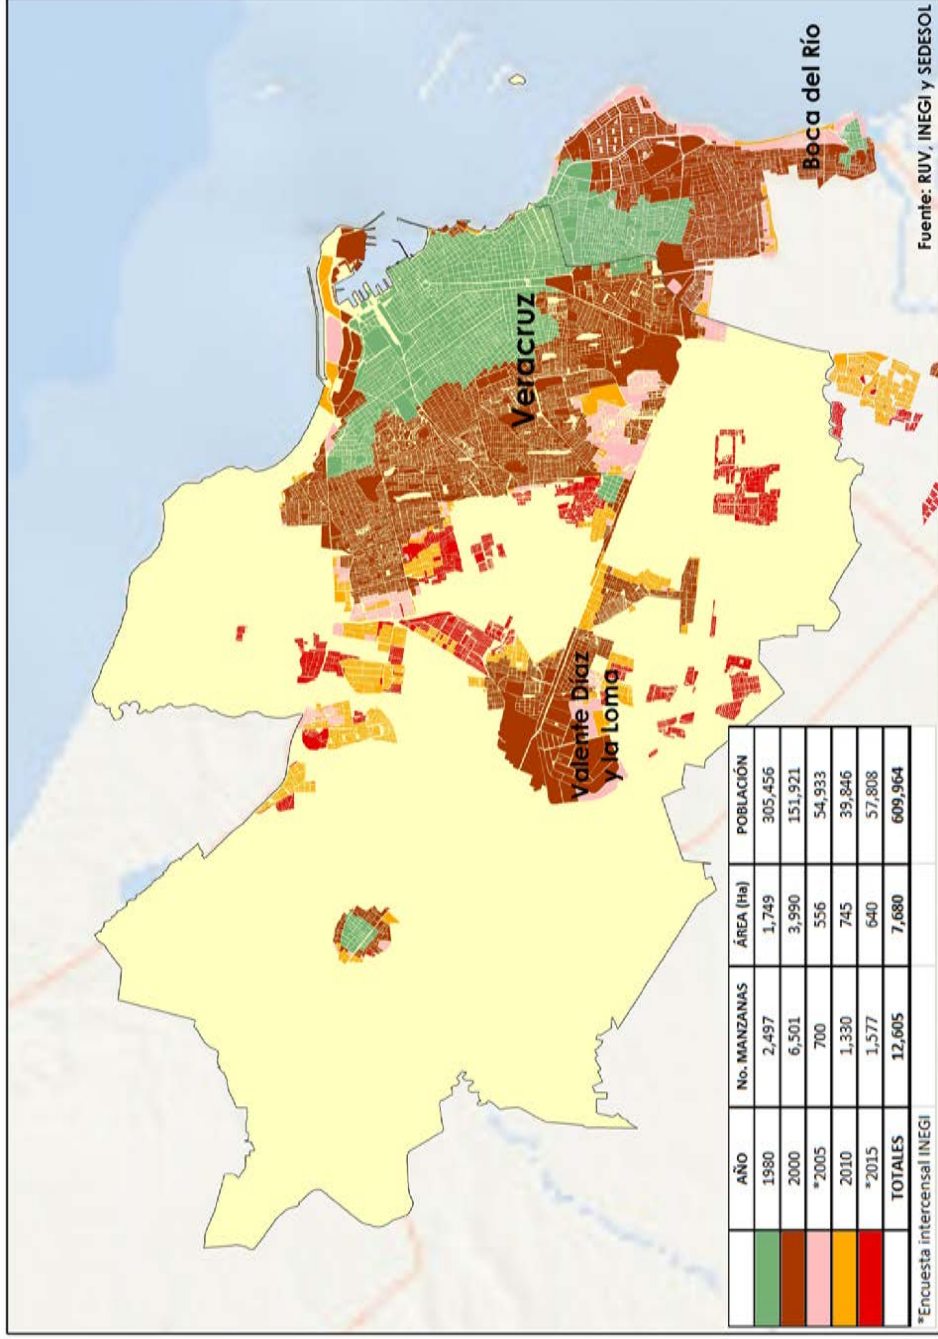 Veracruz
Boca del Río
Valente Díaz
y la Loma
AÑO No. MANZANAS ÁREA (Ha) POBLACIÓN
1980 2,497 1,749 305,456
2000 6,501 3,990 151,921
*2005 700 556 54,933
2010 1,330 745 39,846
*2015 1,577 640 57,808
TOTALES 12,605 7,680 609,964
*Encuesta intercensal INEGI
Fuente: RUV, INEGI y SEDESOL